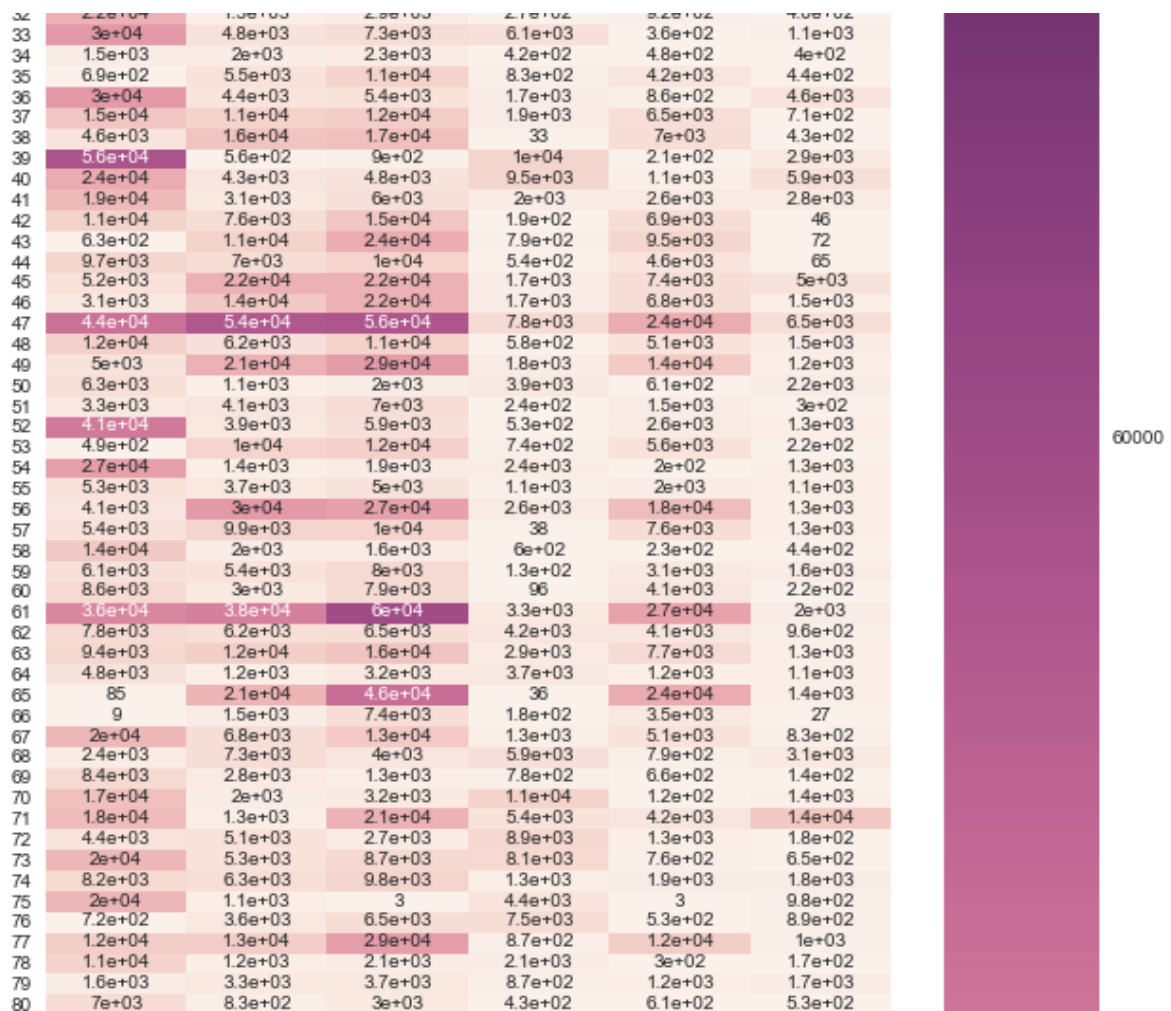 32 2.2e+04 1.5e+03 2.9e+03 2.7e+02 9.2e+02 4.6e+02
33 3e+04 4.8e+03 7.3e+03 6.1e+03 3.6e+02 1.1e+03
34 1.5e+03 2e+03 2.3e+03 4.2e+02 4.8e+02 4e+02
35 6.9e+02 5.5e+03 1.1e+04 8.3e+02 4.2e+03 4.4e+02
36 3e+04 4.4e+03 5.4e+03 1.7e+03 8.6e+02 4.6e+03
37 1.5e+04 1.1e+04 1.2e+04 1.9e+03 6.5e+03 7.1e+02
38 4.6e+03 1.6e+04 1.7e+04 33 7e+03 4.3e+02
39 5.6e+04 5.6e+02 9e+02 1e+04 2.1e+02 2.9e+03
40 2.4e+04 4.3e+03 4.8e+03 9.5e+03 1.1e+03 5.9e+03
41 1.9e+04 3.1e+03 6e+03 2e+03 2.6e+03 2.8e+03
42 1.1e+04 7.6e+03 1.5e+04 1.9e+02 6.9e+03 46
43 6.3e+02 1.1e+04 2.4e+04 7.9e+02 9.5e+03 72
44 9.7e+03 7e+03 1e+04 5.4e+02 4.6e+03 65
45 5.2e+03 2.2e+04 2.2e+04 1.7e+03 7.4e+03 5e+03
46 3.1e+03 1.4e+04 2.2e+04 1.7e+03 6.8e+03 1.5e+03
47 4.4e+04 5.4e+04 5.6e+04 7.8e+03 2.4e+04 6.5e+03
48 1.2e+04 6.2e+03 1.1e+04 5.8e+02 5.1e+03 1.5e+03
49 5e+03 2.1e+04 2.9e+04 1.8e+03 1.4e+04 1.2e+03
50 6.3e+03 1.1e+03 2e+03 3.9e+03 6.1e+02 2.2e+03
51 3.3e+03 4.1e+03 7e+03 2.4e+02 1.5e+03 3e+02
52 4.1e+04 3.9e+03 5.9e+03 5.3e+02 2.6e+03 1.3e+03
53 4.9e+02 1e+04 1.2e+04 7.4e+02 5.6e+03 2.2e+02 60000
54 2.7e+04 1.4e+03 1.9e+03 2.4e+03 2e+02 1.3e+03
55 5.3e+03 3.7e+03 5e+03 1.1e+03 2e+03 1.1e+03
56 4.1e+03 3e+04 2.7e+04 2.6e+03 1.8e+04 1.3e+03
57 5.4e+03 9.9e+03 1e+04 38 7.6e+03 1.3e+03
58 1.4e+04 2e+03 1.6e+03 6e+02 2.3e+02 4.4e+02
59 6.1e+03 5.4e+03 8e+03 1.3e+02 3.1e+03 1.6e+03
60 8.6e+03 3e+03 7.9e+03 96 4.1e+03 2.2e+02
61 3.6e+04 3.8e+04 6e+04 3.3e+03 2.7e+04 2e+03
62 7.8e+03 6.2e+03 6.5e+03 4.2e+03 4.1e+03 9.6e+02
63 9.4e+03 1.2e+04 1.6e+04 2.9e+03 7.7e+03 1.3e+03
64 4.8e+03 1.2e+03 3.2e+03 3.7e+03 1.2e+03 1.1e+03
65 85 2.1e+04 4.6e+04 36 2.4e+04 1.4e+03
66 9 1.5e+03 7.4e+03 1.8e+02 3.5e+03 27
67 2e+04 6.8e+03 1.3e+04 1.3e+03 5.1e+03 8.3e+02
68 2.4e+03 7.3e+03 4e+03 5.9e+03 7.9e+02 3.1e+03
69 8.4e+03 2.8e+03 1.3e+03 7.8e+02 6.6e+02 1.4e+02
70 1.7e+04 2e+03 3.2e+03 1.1e+04 1.2e+02 1.4e+03
71 1.8e+04 1.3e+03 2.1e+04 5.4e+03 4.2e+03 1.4e+04
72 4.4e+03 5.1e+03 2.7e+03 8.9e+03 1.3e+03 1.8e+02
73 2e+04 5.3e+03 8.7e+03 8.1e+03 7.6e+02 6.5e+02
74 8.2e+03 6.3e+03 9.8e+03 1.3e+03 1.9e+03 1.8e+03
75 2e+04 1.1e+03 3 4.4e+03 3 9.8e+02
76 7.2e+02 3.6e+03 6.5e+03 7.5e+03 5.3e+02 8.9e+02
77 1.2e+04 1.3e+04 2.9e+04 8.7e+02 1.2e+04 1e+03
78 1.1e+04 1.2e+03 2.1e+03 2.1e+03 3e+02 1.7e+02
79 1.6e+03 3.3e+03 3.7e+03 8.7e+02 1.2e+03 1.7e+03
80 7e+03 8.3e+02 3e+03 4.3e+02 6.1e+02 5.3e+02